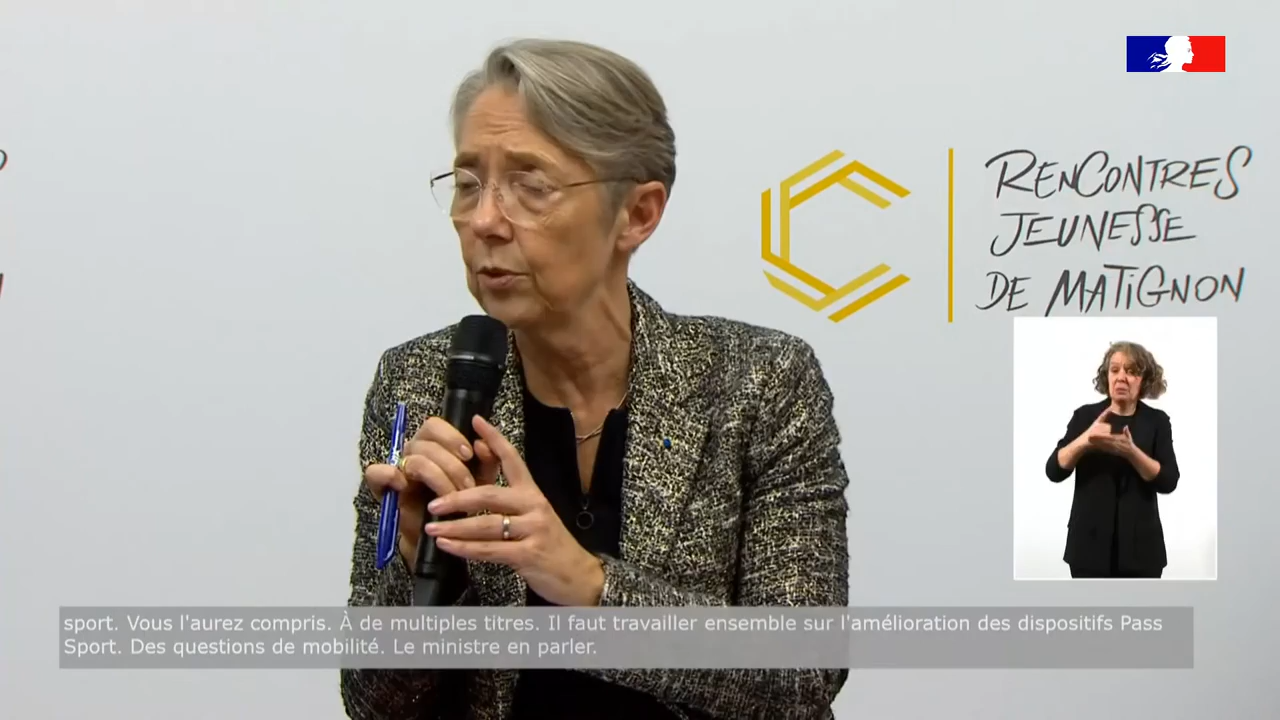 RENCONTRES
JEUNESSE
DE MATIGNON
sport. Vous l'aurez compris. À de multiples titres. Il faut travailler ensemble sur l'amélioration des dispositifs Pass
Sport. Des questions de mobilité. Le ministre en parler.